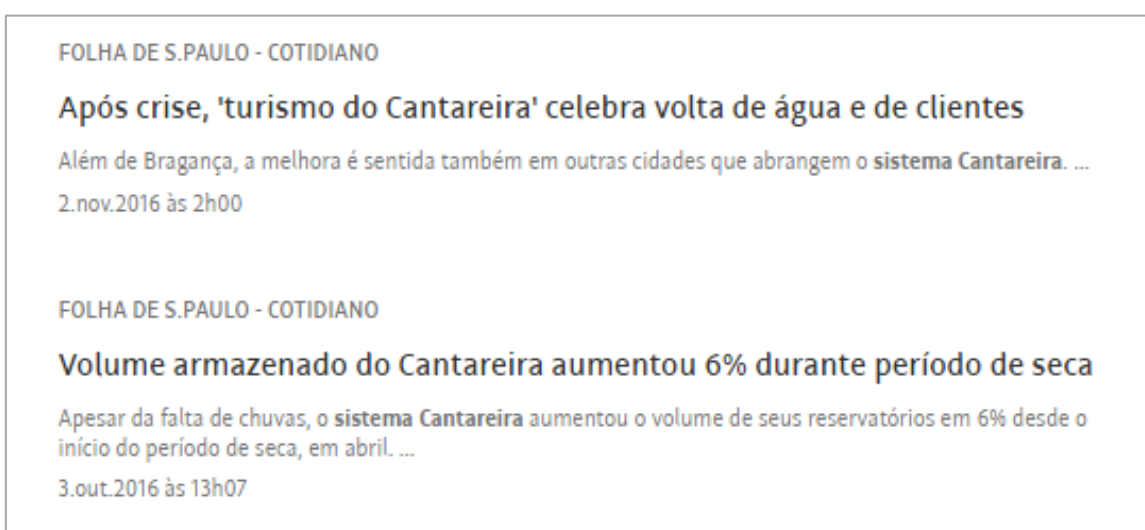 FOLHA DE S.PAULO - COTIDIANO
Após crise, 'turismo do Cantareira' celebra volta de água e de clientes
Além de Bragança, a melhora é sentida também em outras cidades que abrangem o sistema Cantareira. ...
2.nov.2016 às 2h00
FOLHA DE S.PAULO - COTIDIANO
Volume armazenado do Cantareira aumentou 6% durante período de seca
Apesar da falta de chuvas, o sistema Cantareira aumentou o volume de seus reservatórios em 6% desde o
início do período de seca, em abril. ...
3.out.2016 às 13h07